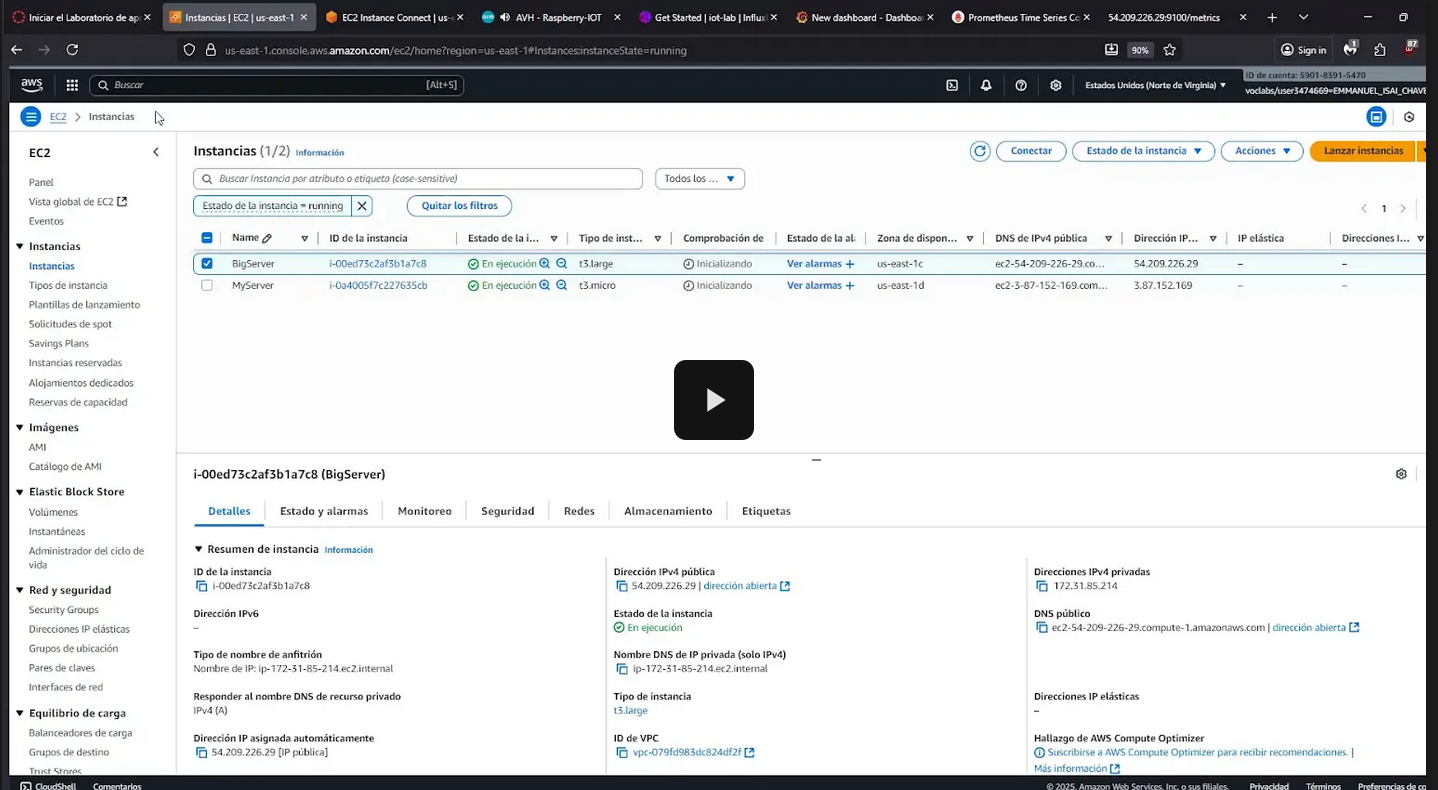 Iniciar el Laboratorio de ap
Instancias | EC2 | us-east-1
EC2 Instance Connect | us-
AVH - Raspberry-IOT
Get Started | iot-lab | Influx
New dashboard - Dashboa
Prometheus Time Series Co
54.209.226.29:9100/metrics
us-east-1.console.aws.amazon.com/ec2/home?region=us-east-1#Instances:instanceState=running
90%
Sign in
1
87
aws
Buscar
[Alt+S]
Estados Unidos (Norte de Virginia)
ID de cuenta: 5901-8391-5470
voclabs/user3474669=EMMANUEL_ISAI_CHAVE
EC2
Instancias
EC2
Panel
Vista global de EC2
Eventos
Instancias
Instancias
Tipos de instancia
Plantillas de lanzamiento
Solicitudes de spot
Savings Plans
Instancias reservadas
Alojamientos dedicados
Reservas de capacidad
Imágenes
AMI
Catálogo de AMI
Elastic Block Store
Volúmenes
Instantáneas
Administrador del ciclo de
vida
Red y seguridad
Security Groups
Direcciones IP elásticas
Grupos de ubicación
Pares de claves
Interfaces de red
Equilibrio de carga
Balanceadores de carga
Grupos de destino
Trust Stores
Instancias (1/2) Información
Conectar
Estado de la instancia
Acciones
Lanzar instancias
Buscar Instancia por atributo o etiqueta (case-sensitive)
Todos los ...
Estado de la instancia = running
Quitar los filtros
1
Name ID de la instancia Estado de la i... Tipo de inst... Comprobación de Estado de la al Zona de dispon... DNS de IPv4 pública Dirección IP... IP elástica Direcciones I...
BigServer i-00ed73c2af3b1a7c8 En ejecución t3.large Inicializando Ver alarmas + us-east-1c ec2-54-209-226-29.co... 54.209.226.29 – –
MyServer i-0a4005f7c227635cb En ejecución t3.micro Inicializando Ver alarmas + us-east-1d ec2-3-87-152-169.com... 3.87.152.169 – –
i-00ed73c2af3b1a7c8 (BigServer)
Detalles
Estado y alarmas
Monitoreo
Seguridad
Redes
Almacenamiento
Etiquetas
Resumen de instancia Información
ID de la instancia
i-00ed73c2af3b1a7c8
Dirección IPv4 pública
54.209.226.29 | dirección abierta
Direcciones IPv4 privadas
172.31.85.214
Dirección IPv6
–
Estado de la instancia
En ejecución
DNS público
ec2-54-209-226-29.compute-1.amazonaws.com | dirección abierta
Tipo de nombre de anfitrión
Nombre de IP: ip-172-31-85-214.ec2.internal
Nombre DNS de IP privada (solo IPv4)
ip-172-31-85-214.ec2.internal
Responder al nombre DNS de recurso privado
IPv4 (A)
Tipo de instancia
t3.large
Direcciones IP elásticas
–
Dirección IP asignada automáticamente
54.209.226.29 [IP pública]
ID de VPC
vpc-079fd983dc824df2f
Hallazgo de AWS Compute Optimizer
Suscribirse a AWS Compute Optimizer para recibir recomendaciones. |
Más información
CloudShell
Comentarios
© 2025, Amazon Web Services, Inc. o sus filiales.
Privacidad
Términos
Preferencias de co